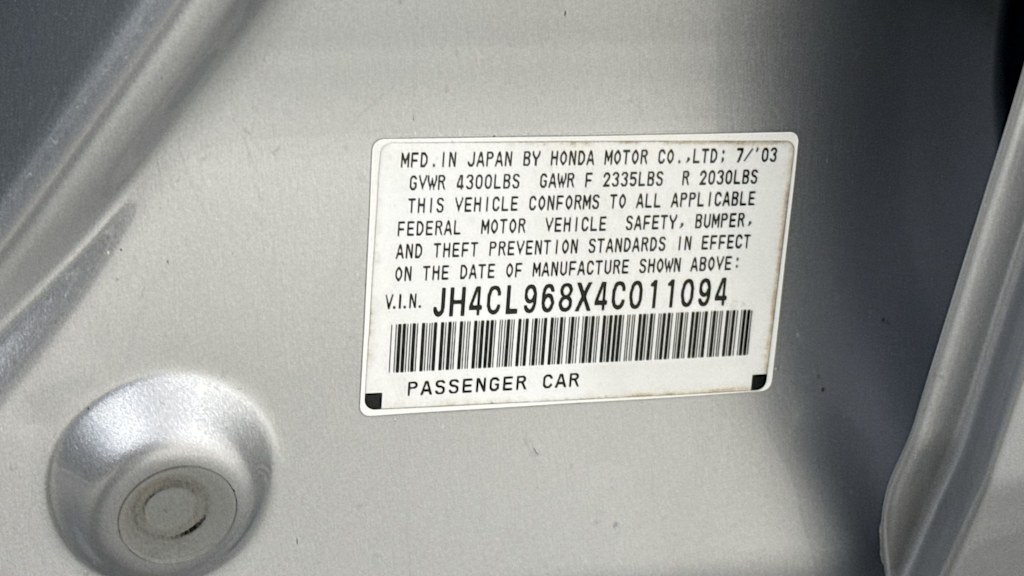 MFD. IN JAPAN BY HONDA MOTOR CO.,LTD; 7/'03
GVWR 4300LBS GAWR F 2335LBS R 2030LBS
THIS VEHICLE CONFORMS TO ALL APPLICABLE
FEDERAL MOTOR VEHICLE SAFETY, BUMPER,
AND THEFT PREVENTION STANDARDS IN EFFECT
ON THE DATE OF MANUFACTURE SHOWN ABOVE:
V.I.N. JH4CL968X4C011094
PASSENGER CAR